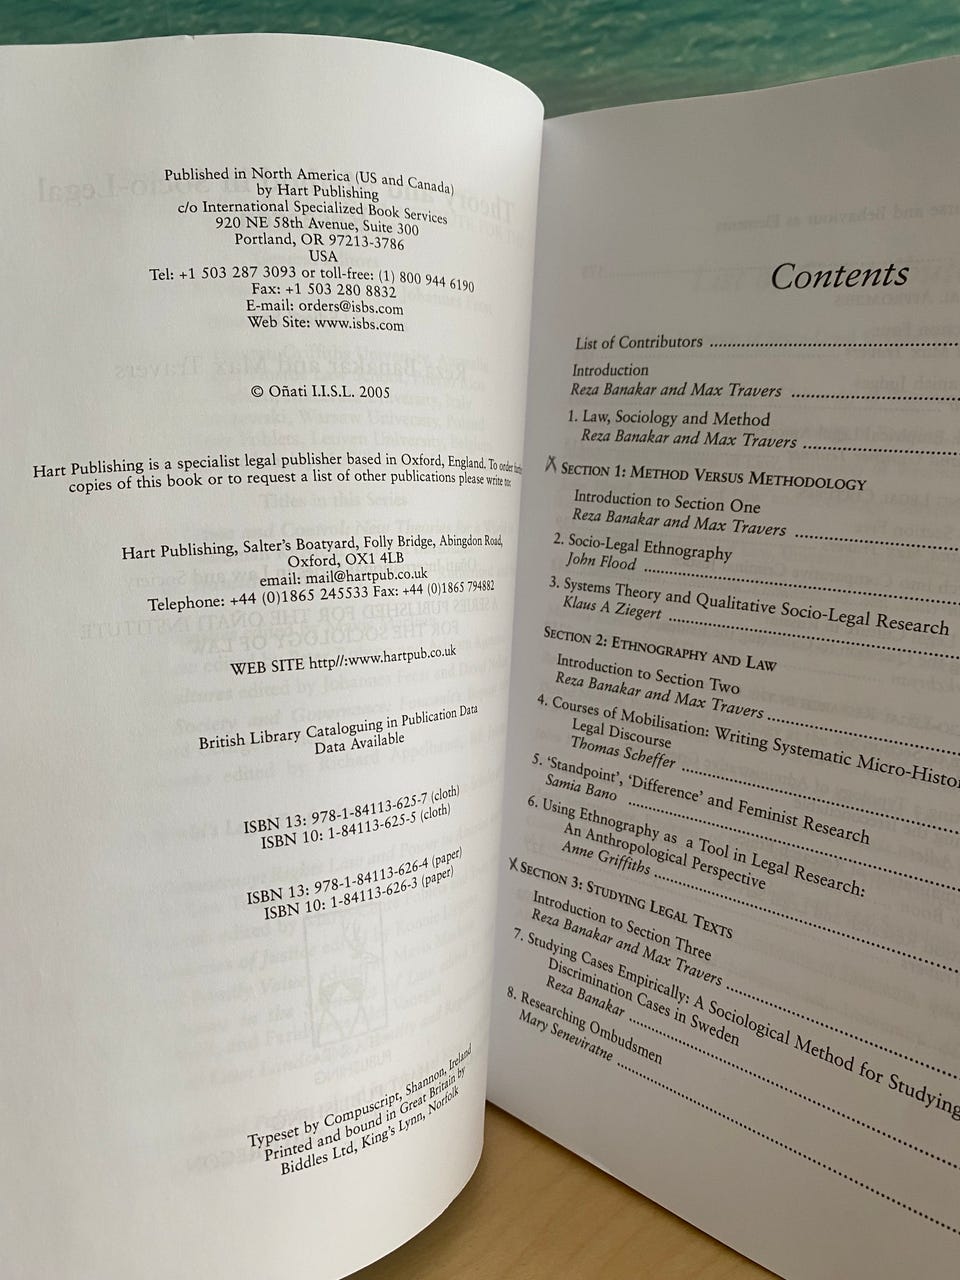 Published in North America (US and Canada)
by Hart Publishing
c/o International Specialized Book Services
920 NE 58th Avenue, Suite 300
Portland, OR 97213-3786
USA
Tel: +1 503 287 3093 or toll-free: (1) 800 944 6190
Fax: +1 503 280 8832
E-mail: orders@isbs.com
Web Site: www.isbs.com
© Oñati I.I.S.L. 2005
Hart Publishing is a specialist legal publisher based in Oxford, England. To order further
copies of this book or to request a list of other publications please write to:
Hart Publishing, Salter's Boatyard, Folly Bridge, Abingdon Road,
Oxford, OX1 4LB
email: mail@hartpub.co.uk
Telephone: +44 (0)1865 245533 Fax: +44 (0)1865 794882
WEB SITE http//:www.hartpub.co.uk
British Library Cataloguing in Publication Data
Data Available
ISBN 13: 978-1-84113-625-7 (cloth)
ISBN 10: 1-84113-625-5 (cloth)
ISBN 13: 978-1-84113-626-4 (paper)
ISBN 10: 1-84113-626-3 (paper)
Typeset by Compuscript, Shannon, Ireland
Printed and bound in Great Britain by
Biddles Ltd, King's Lynn, Norfolk
Contents
List of Contributors
Introduction
Reza Banakar and Max Travers
1. Law, Sociology and Method
Reza Banakar and Max Travers
SECTION 1: METHOD VERSUS METHODOLOGY
Introduction to Section One
Reza Banakar and Max Travers
2. Socio-Legal Ethnography
John Flood
3. Systems Theory and Qualitative Socio-Legal Research
Klaus A Ziegert
SECTION 2: ETHNOGRAPHY AND LAW
Introduction to Section Two
Reza Banakar and Max Travers
4. Courses of Mobilisation: Writing Systematic Micro-Histo
Legal Discourse
Thomas Scheffer
5. 'Standpoint', 'Difference' and Feminist Research
Samia Bano
6. Using Ethnography as a Tool in Legal Research:
An Anthropological Perspective
Anne Griffiths
SECTION 3: STUDYING LEGAL TEXTS
Introduction to Section Three
Reza Banakar and Max Travers
7. Studying Cases Empirically: A Sociological Method for Studying
Discrimination Cases in Sweden
Reza Banakar
8. Researching Ombudsmen
Mary Seneviratne